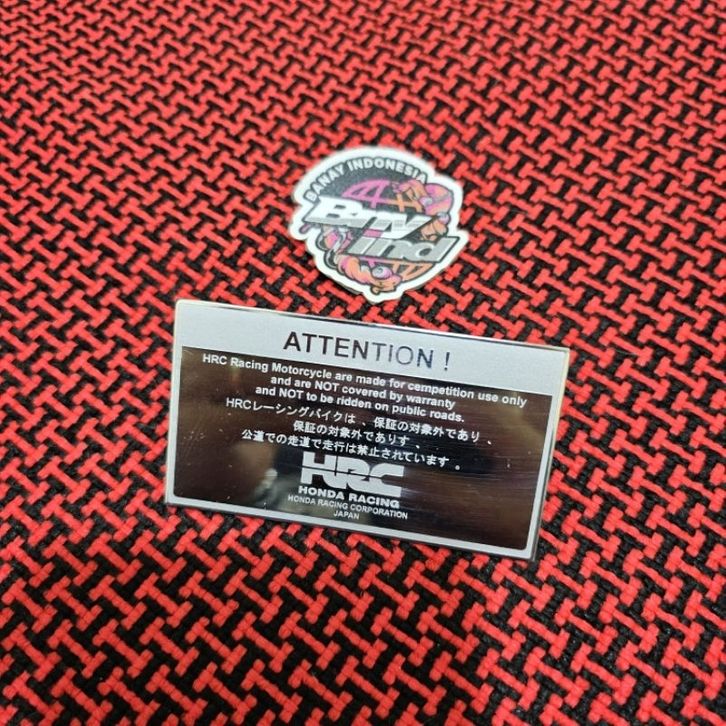 BANAY INDONESIA
BNY
Ind
ATTENTION !
HRC Racing Motorcycle are made for cempetition use only
and are NOT covered by warranty
and NOT to be ridden on public roads.
HRCレーシングバイクは 、保証の対象外であり 、
保証の対象外でありす 、
公道での走道で走行は禁止されています 。
HRC
HONDA RACING
HONDA RACING CORPORATION
JAPAN